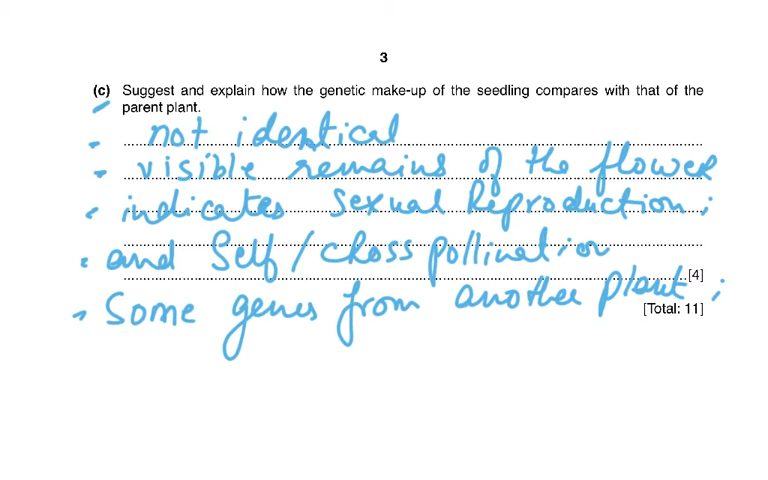 3
(c) Suggest and explain how the genetic make-up of the seedling compares with that of the
parent plant.
not identical
visible remains of the flower
indicates sexual Reproduction;
and Self/cross pollination
[4]
Some genes from another plant;
[Total: 11]